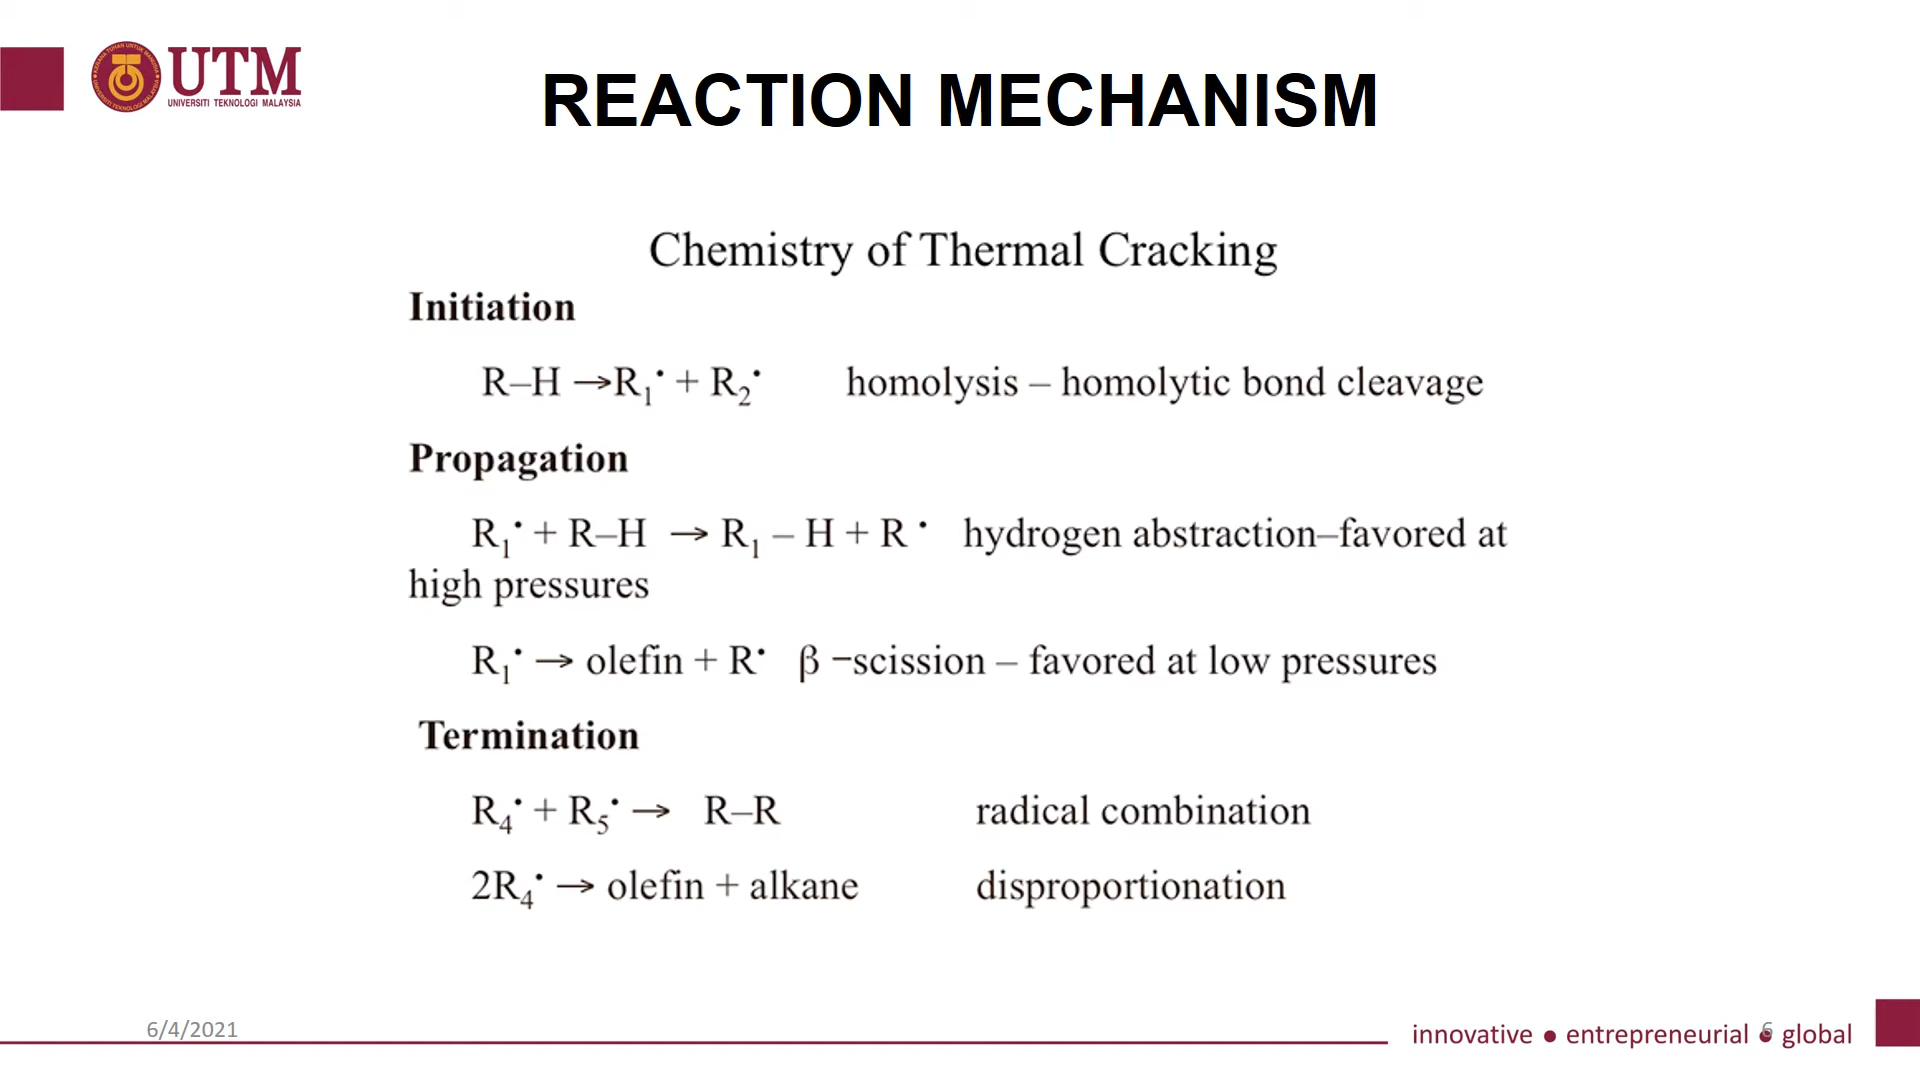 UTM
UNIVERSITI TEKNOLOGI MALAYSIA
REACTION MECHANISM
Chemistry of Thermal Cracking
Initiation
R–H →R₁• + R₂• homolysis – homolytic bond cleavage
Propagation
R₁• + R–H → R₁ – H + R • hydrogen abstraction–favored at
high pressures
R₁• → olefin + R• β –scission – favored at low pressures
Termination
R₄• + R₅• → R–R radical combination
2R₄• → olefin + alkane disproportionation
6/4/2021
innovative ● entrepreneurial ● global
6